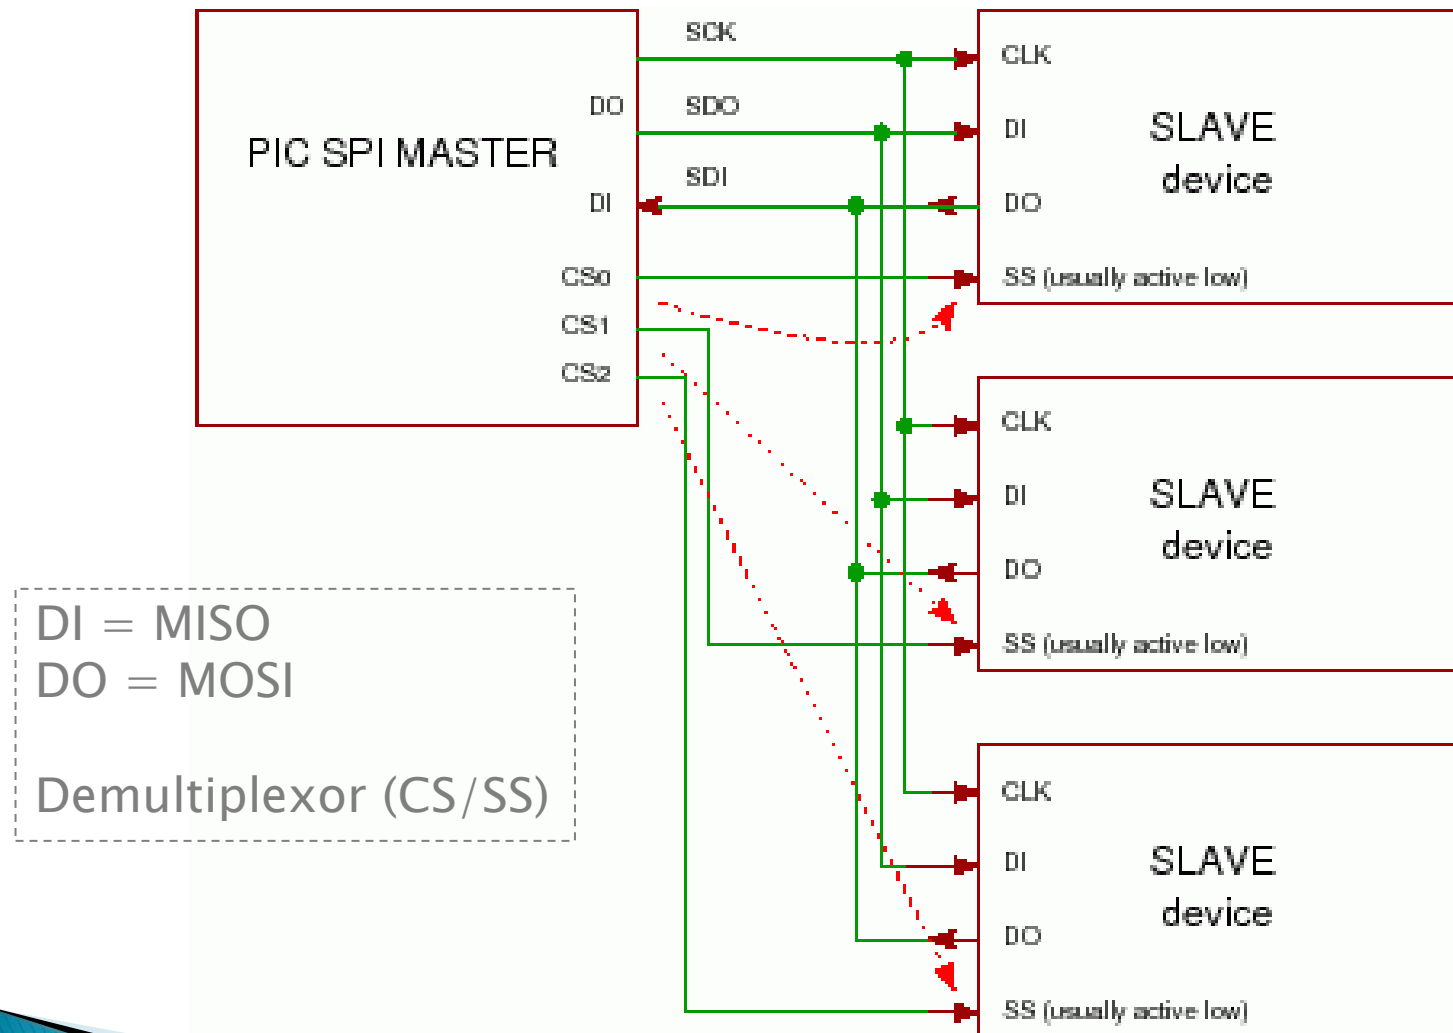 SCK
DO
SDO
PIC SPI MASTER
SDI
DI
CS0
CS1
CS2
CLK
DI
SLAVE
device
DO
SS (usually active low)
CLK
DI
SLAVE
device
DO
SS (usually active low)
CLK
DI
SLAVE
device
DO
SS (usually active low)
DI = MISO
DO = MOSI
Demultiplexor (CS/SS)